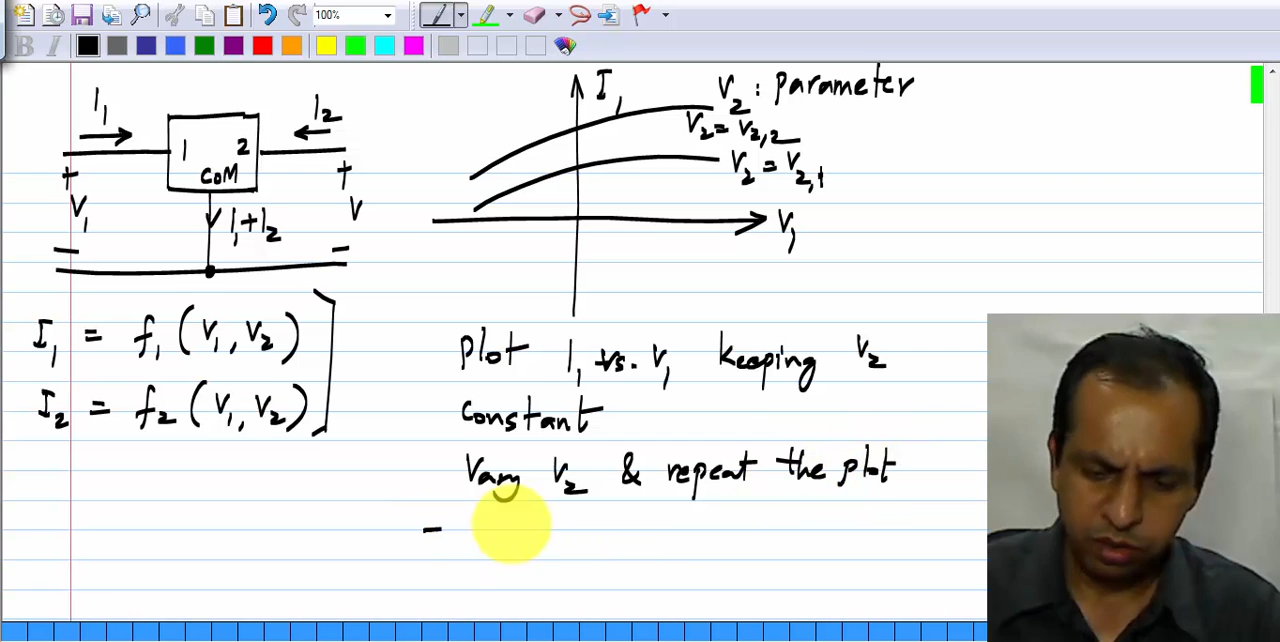 100%
B I
I₁
I₂
1 2
COM
+ +
V₁ V
I₁+I₂
− −
I₁
V₂ : parameter
V₂ = V₂,₂
V₂ = V₂,₁
V₁
I₁ = f₁ (V₁, V₂)
I₂ = f₂ (V₁, V₂)
plot I₁ vs. V₁ keeping V₂
constant
Vary V₂ & repeat the plot
−